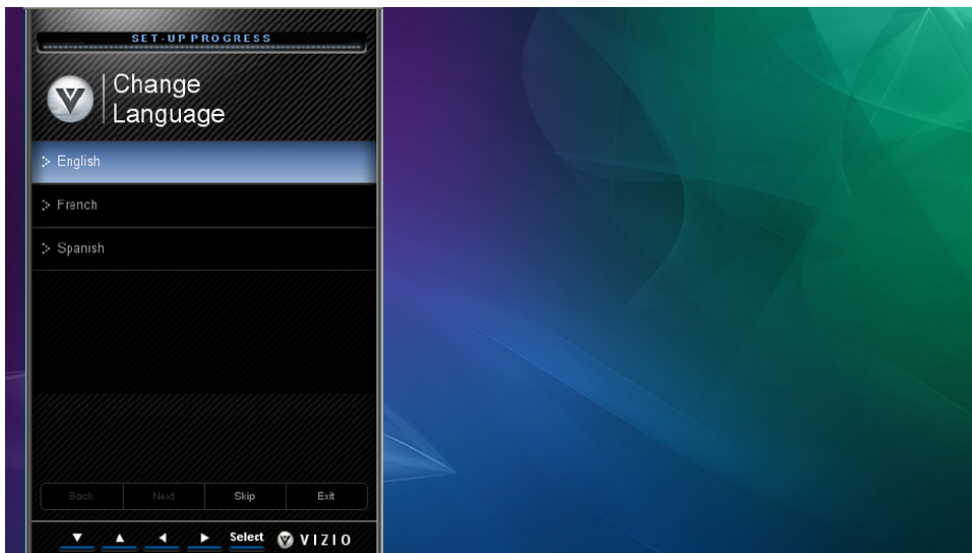 SET-UP PROGRESS
Change
Language
English
French
Spanish
Back Next Skip Exit
Select VIZIO